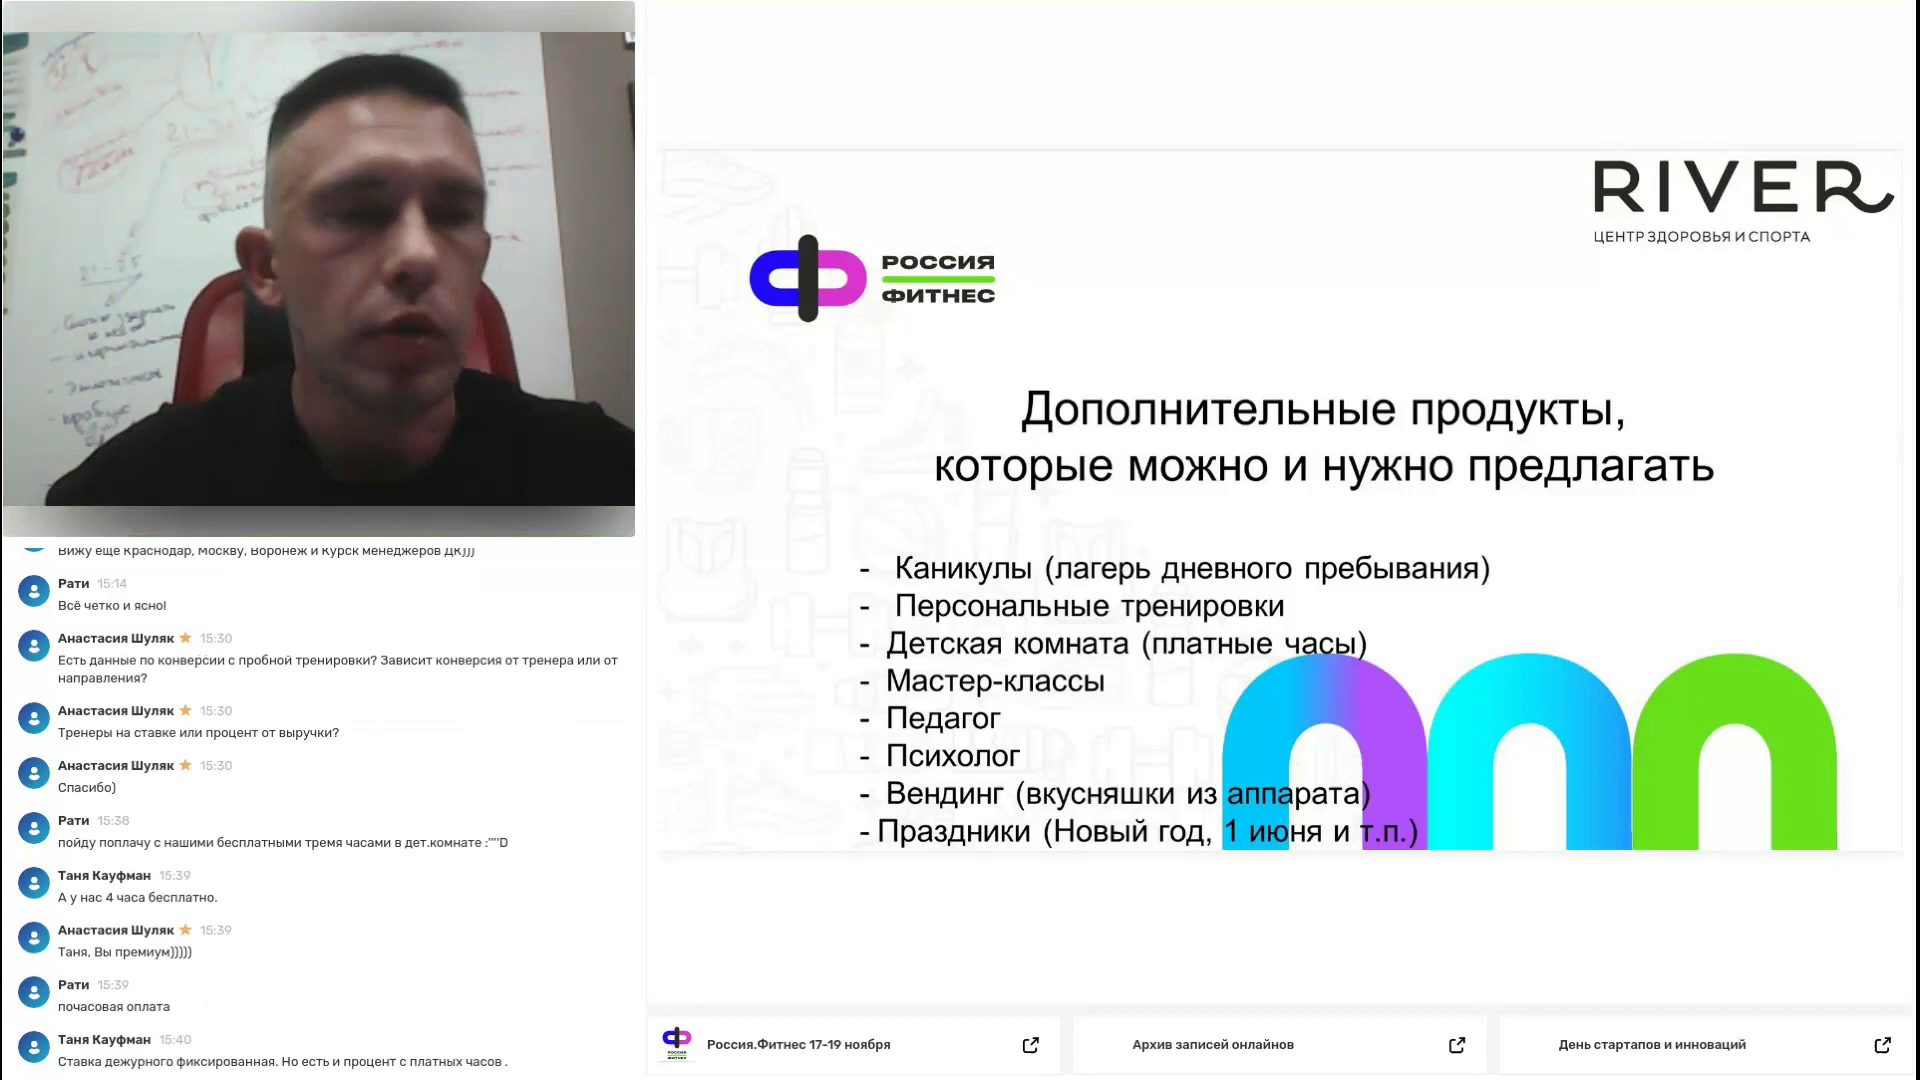 RIVER
ЦЕНТР ЗДОРОВЬЯ И СПОРТА
РОССИЯ
ФИТНЕС
Дополнительные продукты,
которые можно и нужно предлагать
- Каникулы (лагерь дневного пребывания)
- Персональные тренировки
- Детская комната (платные часы)
- Мастер-классы
- Педагог
- Психолог
- Вендинг (вкусняшки из аппарата)
- Праздники (Новый год, 1 июня и т.п.)
Вижу еще Краснодар, Москву, Воронеж и Курск менеджеров ДК)))
Рати 15:14
Всё четко и ясно!
Анастасия Шуляк 15:30
Есть данные по конверсии с пробной тренировки? Зависит конверсия от тренера или от
направления?
Анастасия Шуляк 15:30
Тренеры на ставке или процент от выручки?
Анастасия Шуляк 15:30
Спасибо)
Рати 15:38
пойду поплачу с нашими бесплатными тремя часами в дет.комнате :""'D
Таня Кауфман 15:39
А у нас 4 часа бесплатно.
Анастасия Шуляк 15:39
Таня, Вы премиум)))))
Рати 15:39
почасовая оплата
Таня Кауфман 15:40
Ставка дежурного фиксированная. Но есть и процент с платных часов .
Россия.Фитнес 17-19 ноября
Архив записей онлайнов
День стартапов и инноваций